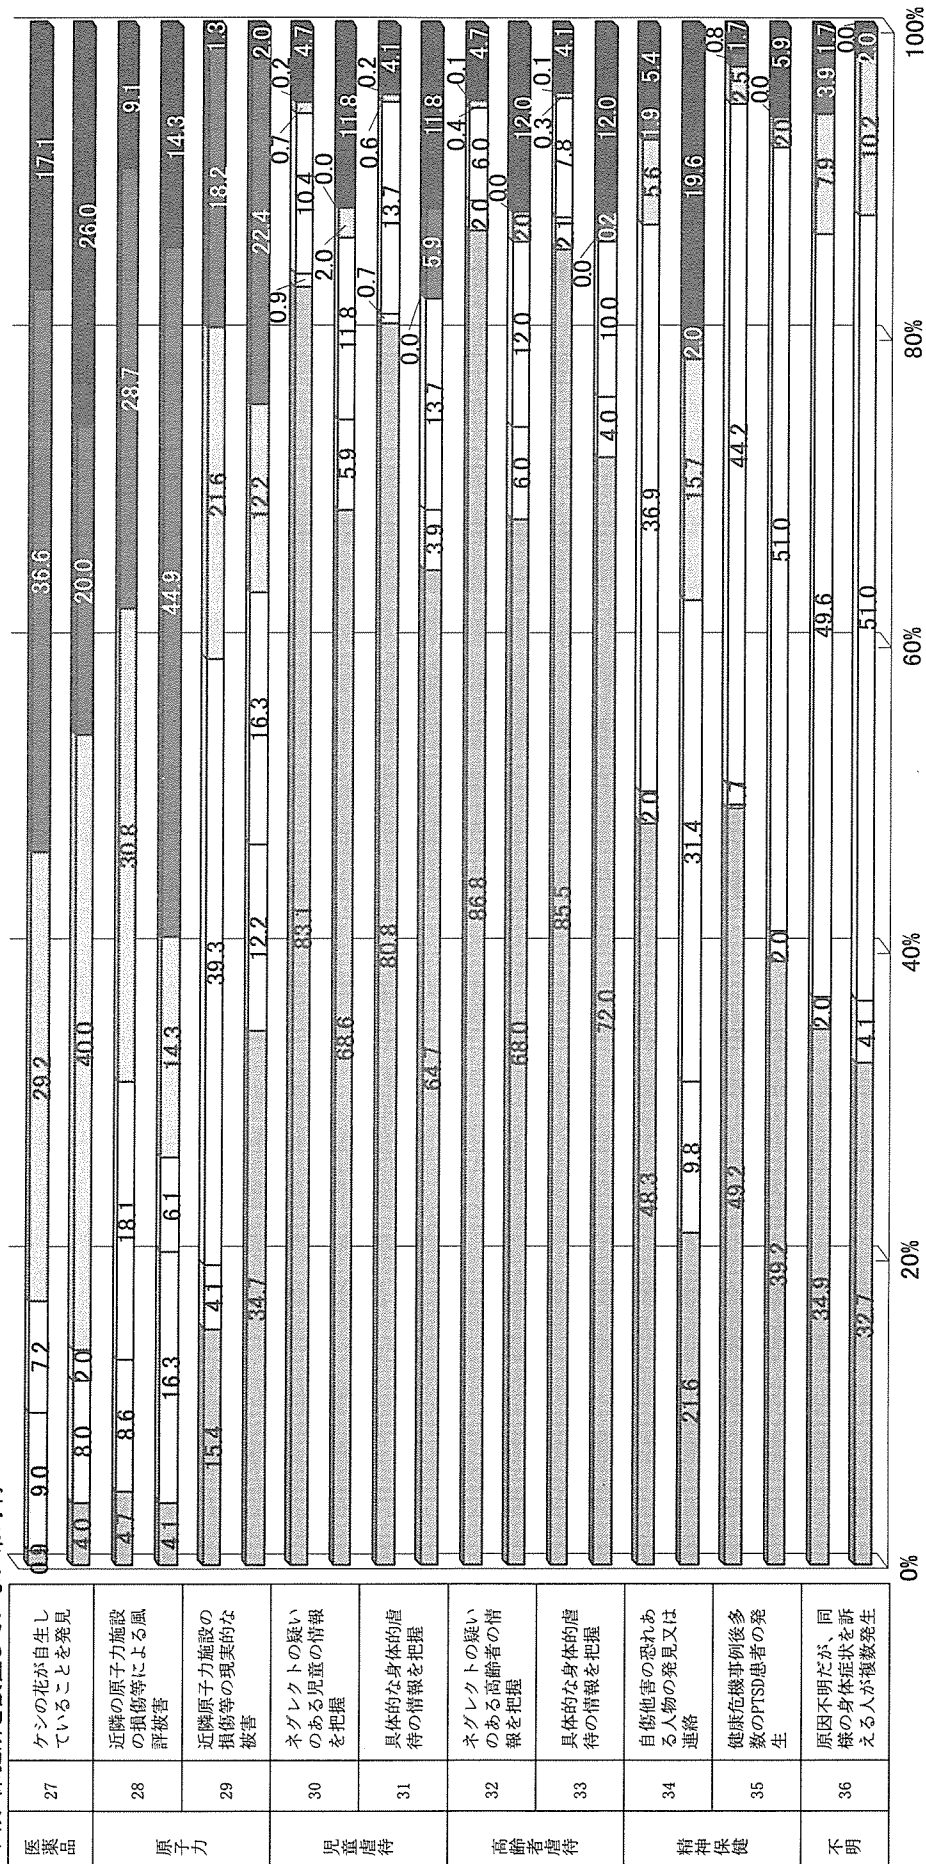 医薬品
27
ケシの花が自生し
ていることを発見
0.9 9.0 7.2 29.2 36.6 17.1
4.0 8.0 2.0 40.0 20.0 26.0
原子力
28
近隣の原子力施設
の損傷等による風
評被害
4.7 8.6 18.1 30.8 28.7 9.1
4.1 16.3 6.1 14.3 44.9 14.3
29
近隣原子力施設の
損傷等の現実的な
被害
15.4 4.1 39.3 21.6 18.2 1.3
34.7 12.2 16.3 12.2 22.4 2.0
児童虐待
30
ネグレクトの疑い
のある児童の情報
を把握
83.1 0.9 10.4 0.7 0.2 4.7
68.6 5.9 11.8 2.0 0.0 11.8
31
具体的な身体的虐
待の情報を把握
80.8 0.7 13.7 0.6 0.2 4.1
64.7 3.9 13.7 0.0 5.9 11.8
高齢者虐待
32
ネグレクトの疑い
のある高齢者の情
報を把握
86.8 2.0 6.0 0.4 0.1 4.7
68.0 6.0 12.0 2.0 0.0 12.0
33
具体的な身体的虐
待の情報を把握
85.5 2.1 7.8 0.3 0.1 4.1
72.0 4.0 10.0 0.0 0.2 12.0
精神保健
34
自傷他害の恐れあ
る人物の発見又は
連絡
48.3 2.0 36.9 5.6 1.9 5.4
21.6 9.8 31.4 15.7 2.0 19.6
35
健康危機事例後多
数のPTSD患者の発
生
49.2 1.7 44.2 2.5 0.8 1.7
39.2 2.0 51.0 2.0 0.0 5.9
不明
36
原因不明だが、同
様の身体症状を訴
える人が複数発生
34.9 2.0 49.6 7.9 3.9 1.7
32.7 4.1 51.0 10.2 0.0 2.0
0% 20% 40% 60% 80% 100%